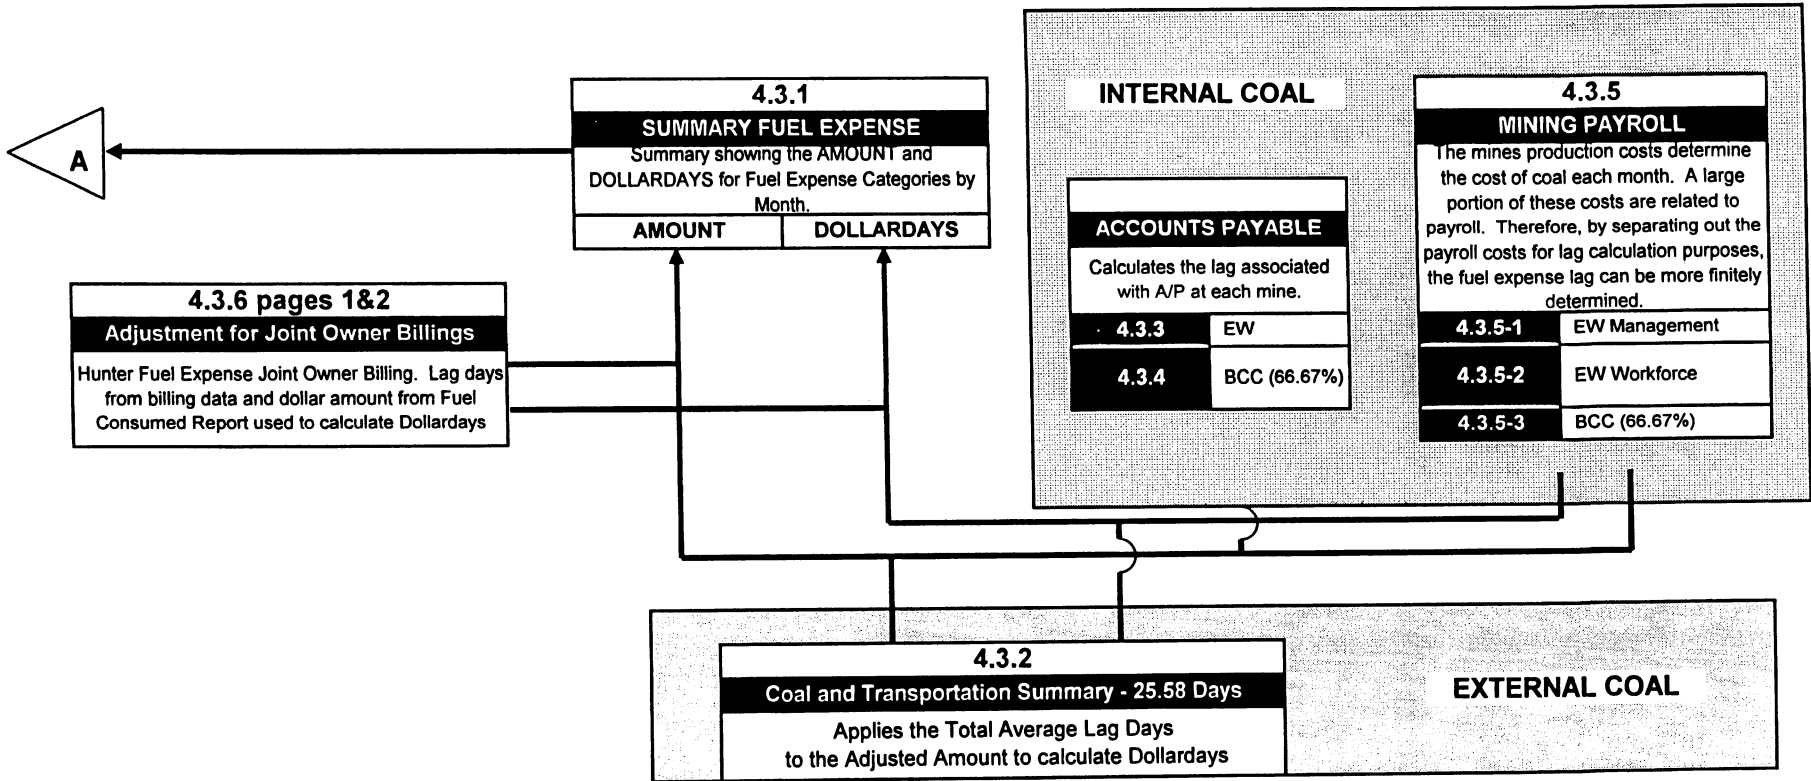 A
4.3.1
SUMMARY FUEL EXPENSE
Summary showing the AMOUNT and
DOLLARDAYS for Fuel Expense Categories by
Month.
AMOUNT
DOLLARDAYS
4.3.6 pages 1&2
Adjustment for Joint Owner Billings
Hunter Fuel Expense Joint Owner Billing. Lag days
from billing data and dollar amount from Fuel
Consumed Report used to calculate Dollardays
INTERNAL COAL
ACCOUNTS PAYABLE
Calculates the lag associated
with A/P at each mine.
4.3.3 EW
4.3.4 BCC (66.67%)
4.3.5
MINING PAYROLL
The mines production costs determine
the cost of coal each month. A large
portion of these costs are related to
payroll. Therefore, by separating out the
payroll costs for lag calculation purposes,
the fuel expense lag can be more finitely
determined.
4.3.5-1 EW Management
4.3.5-2 EW Workforce
4.3.5-3 BCC (66.67%)
4.3.2
Coal and Transportation Summary - 25.58 Days
Applies the Total Average Lag Days
to the Adjusted Amount to calculate Dollardays
EXTERNAL COAL